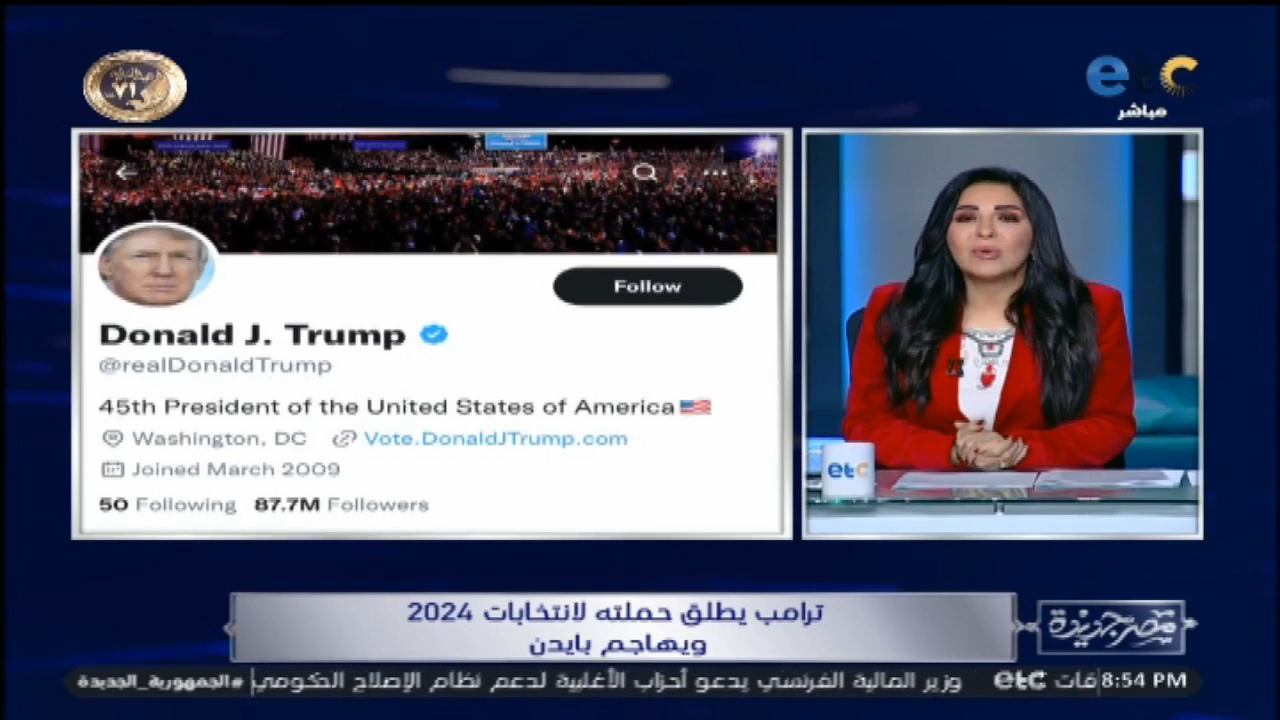 ٧١
etc
مباشر
Follow
Donald J. Trump
@realDonaldTrump
45th President of the United States of America
Washington, DC Vote.DonaldJTrump.com
Joined March 2009
50 Following 87.7M Followers
etc
ترامب يطلق حملته لانتخابات 2024
ويهاجم بايدن
مصر جديدة
8:54 PM قات etc وزير المالية الفرنسي يدعو أحزاب الأغلبية لدعم نظام الإصلاح الحكومي #الجمهورية_الجديدة